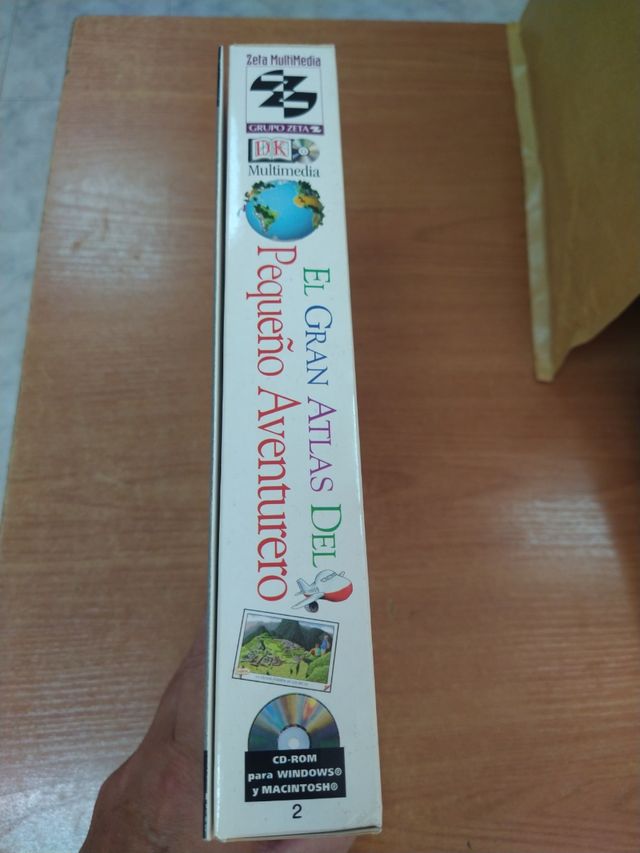 Zeta MultiMedia
GRUPO ZETA
DK
Multimedia
EL GRAN ATLAS DEL
Pequeño Aventurero
CD-ROM
para WINDOWS®
y MACINTOSH®
2